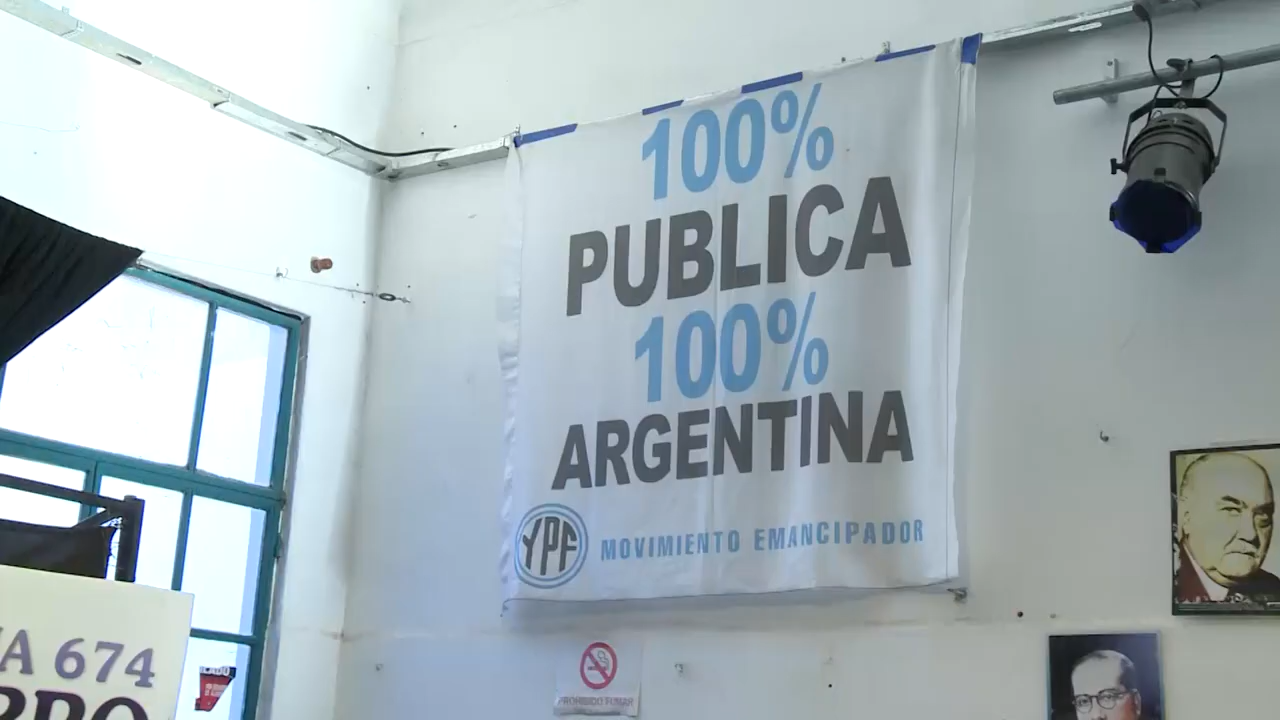 100%
PUBLICA
100%
ARGENTINA
YPF
MOVIMIENTO EMANCIPADOR
PROHIBIDO FUMAR
A 674